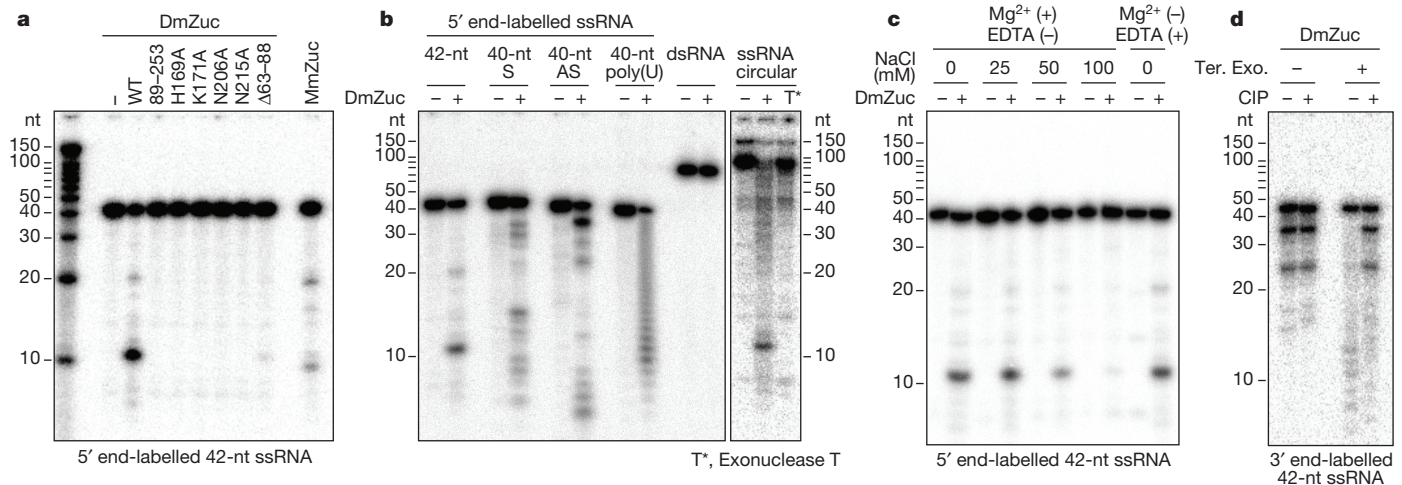 a
DmZuc
– WT 89–253 H169A K171A N206A N215A Δ63–88 MmZuc
nt
150
100
50
40
30
20
10
5′ end-labelled 42-nt ssRNA
b
5′ end-labelled ssRNA
42-nt 40-nt 40-nt 40-nt dsRNA ssRNA
S AS poly(U) circular
DmZuc – + – + – + – + – + – + T*
nt nt
150 150
100 100
50 50
40 40
30 30
20 20
10 10
T*, Exonuclease T
c
Mg2+ (+) Mg2+ (–)
EDTA (–) EDTA (+)
NaCl
(mM) 0 25 50 100 0
DmZuc – + – + – + – + – +
nt
150
100
50
40
30
20
10
5′ end-labelled 42-nt ssRNA
d
DmZuc
Ter. Exo. – +
CIP – + – +
nt
150
100
50
40
30
20
10
3′ end-labelled
42-nt ssRNA